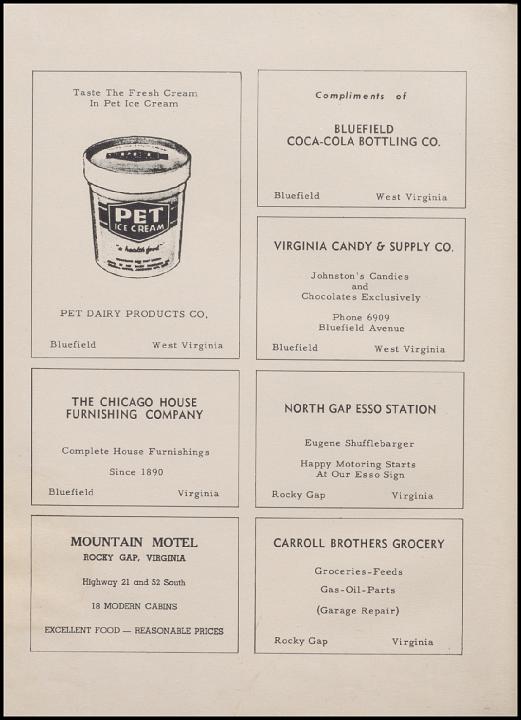 Taste The Fresh Cream
In Pet Ice Cream
PET
ICE CREAM
"a health food"
PET DAIRY PRODUCTS CO.
Bluefield West Virginia
Compliments of
BLUEFIELD
COCA-COLA BOTTLING CO.
Bluefield West Virginia
VIRGINIA CANDY & SUPPLY CO.
Johnston's Candies
and
Chocolates Exclusively
Phone 6909
Bluefield Avenue
Bluefield West Virginia
THE CHICAGO HOUSE
FURNISHING COMPANY
Complete House Furnishings
Since 1890
Bluefield Virginia
NORTH GAP ESSO STATION
Eugene Shufflebarger
Happy Motoring Starts
At Our Esso Sign
Rocky Gap Virginia
MOUNTAIN MOTEL
ROCKY GAP, VIRGINIA
Highway 21 and 52 South
18 MODERN CABINS
EXCELLENT FOOD — REASONABLE PRICES
CARROLL BROTHERS GROCERY
Groceries-Feeds
Gas-Oil-Parts
(Garage Repair)
Rocky Gap Virginia